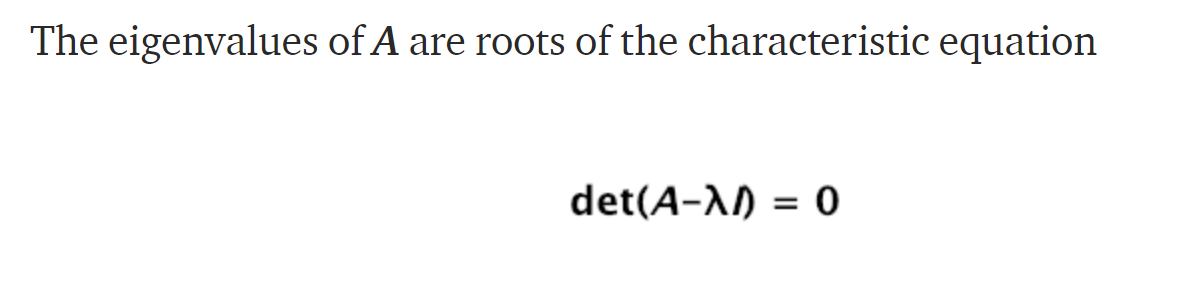 The eigenvalues of A are roots of the characteristic equation
det(A-λI) = 0